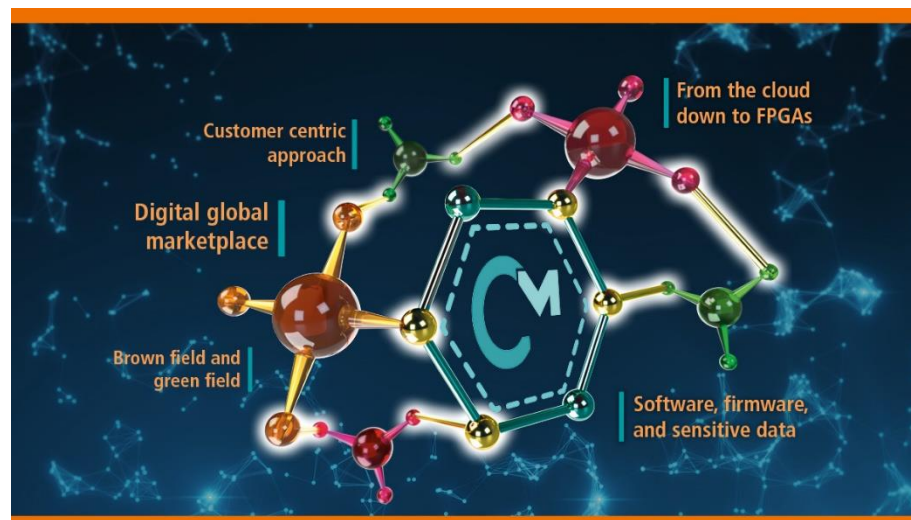 From the cloud
down to FPGAs
Customer centric
approach
Digital global
marketplace
CM
Brown field and
green field
Software, firmware,
and sensitive data